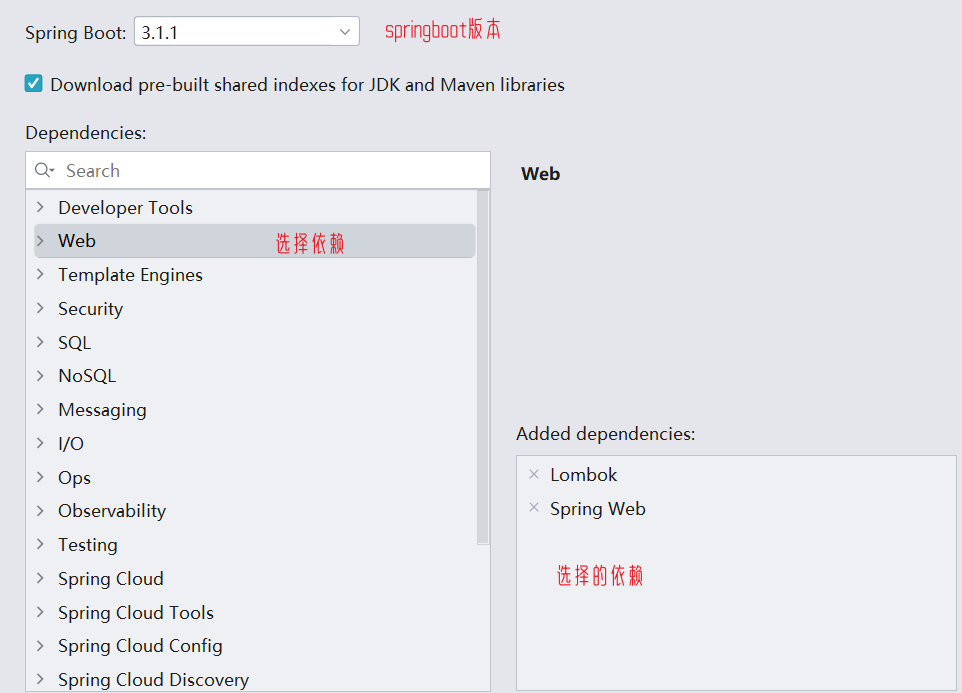 Spring Boot: 3.1.1 springboot版本
Download pre-built shared indexes for JDK and Maven libraries
Dependencies:
Search
Web
Developer Tools
Web 选择依赖
Template Engines
Security
SQL
NoSQL
Messaging
I/O
Ops
Observability
Testing
Spring Cloud
Spring Cloud Tools
Spring Cloud Config
Spring Cloud Discovery
Added dependencies:
Lombok
Spring Web
选择的依赖